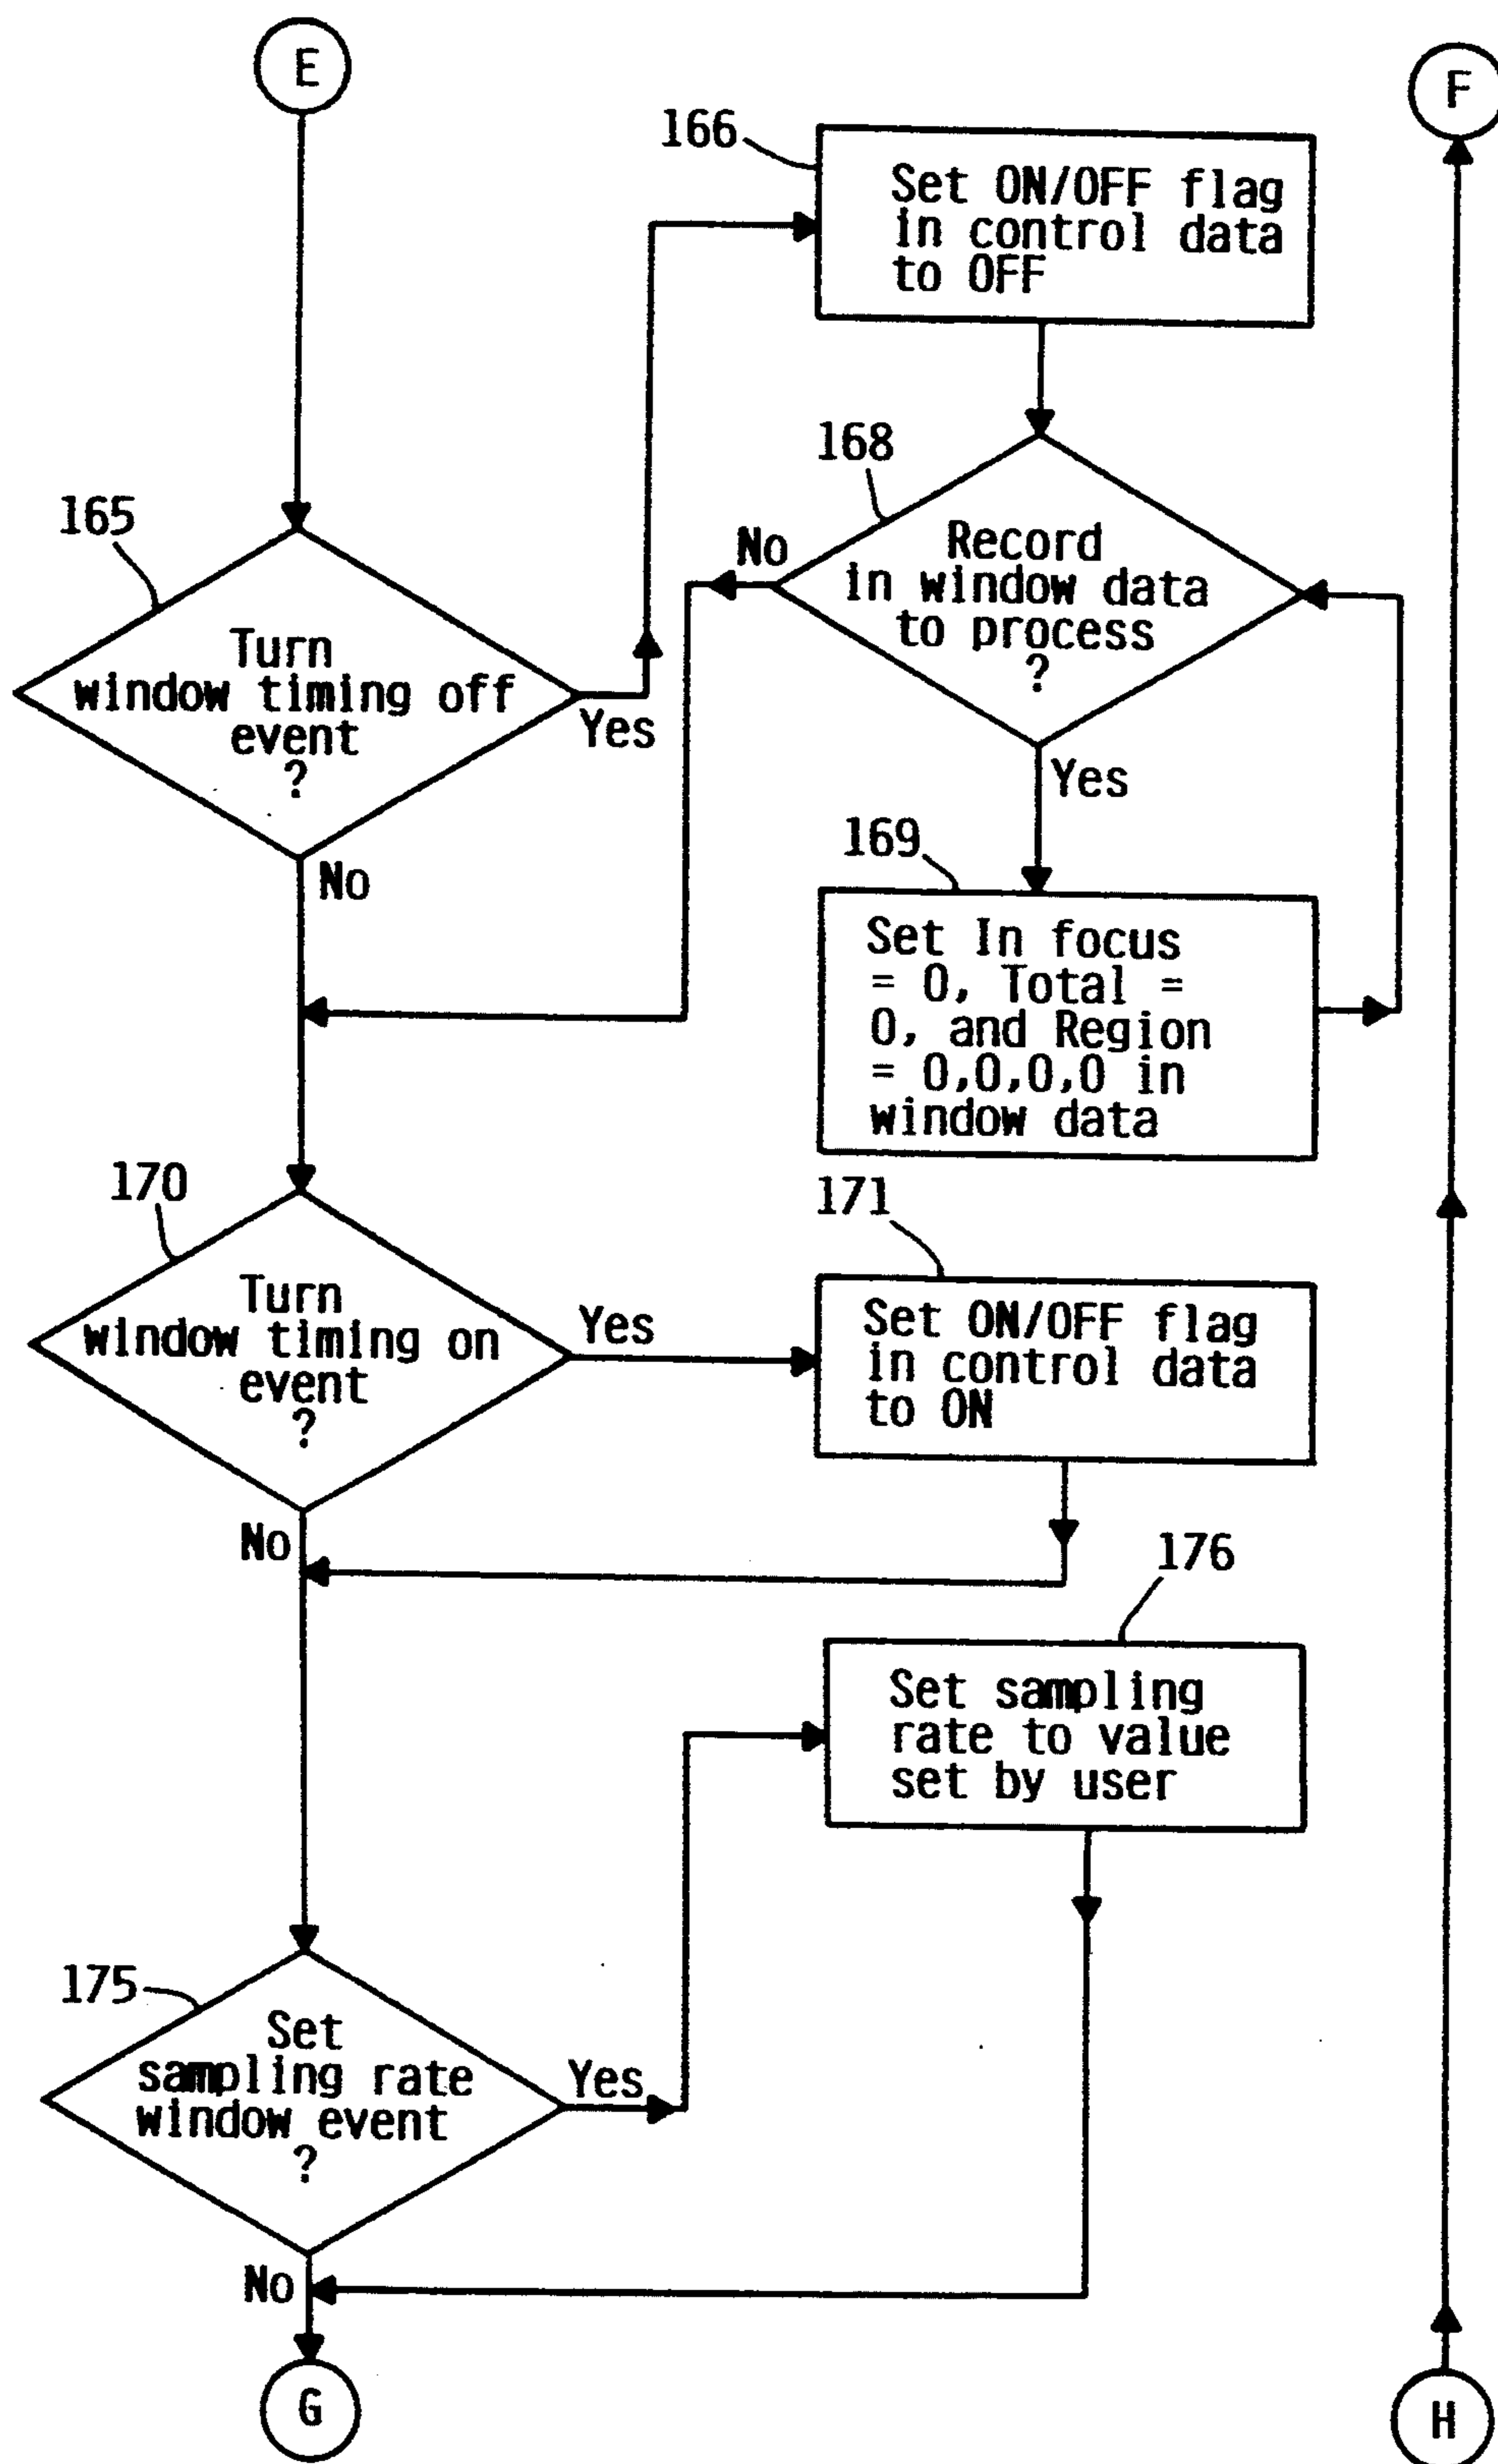 E
F
166
Set ON/OFF flag
in control data
to OFF
165
Turn
window timing off
event
?
Yes
No
168
Record
in window data
to process
?
No
Yes
169
Set In focus
= 0, Total =
0, and Region
= 0,0,0,0 in
window data
170
Turn
window timing on
event
?
Yes
No
171
Set ON/OFF flag
in control data
to ON
175
Set
sampling rate
window event
?
Yes
No
176
Set sampling
rate to value
set by user
G
H